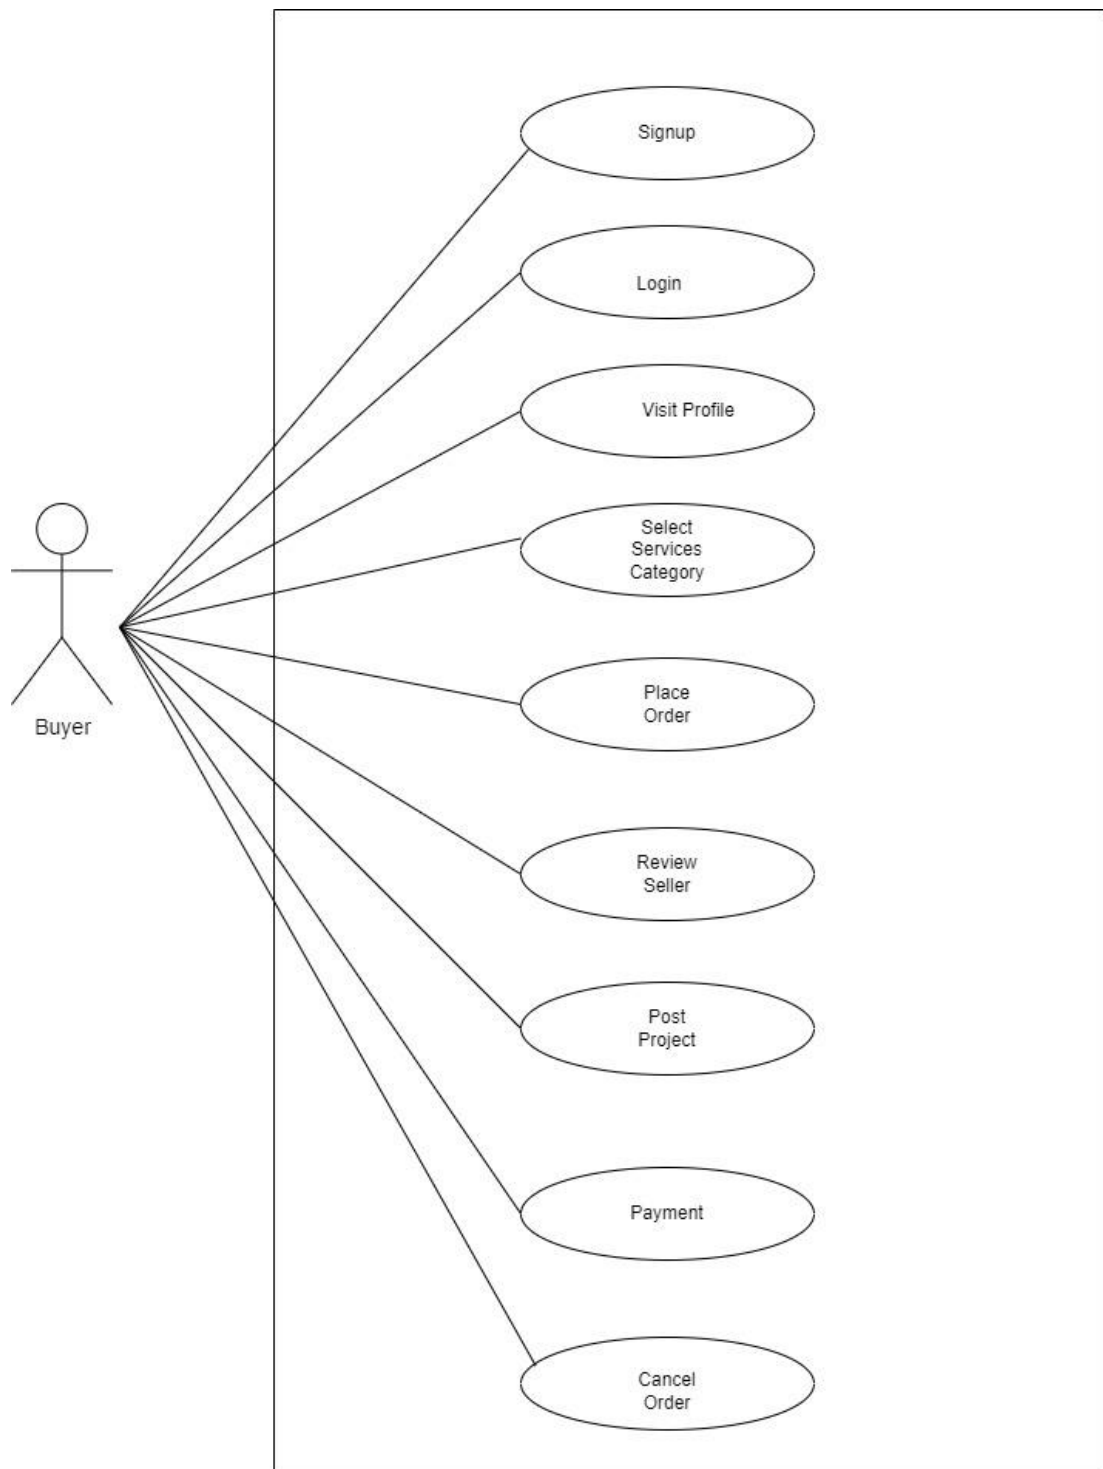 Signup
Login
Visit Profile
Select
Services
Category
Place
Order
Buyer
Review
Seller
Post
Project
Payment
Cancel
Order